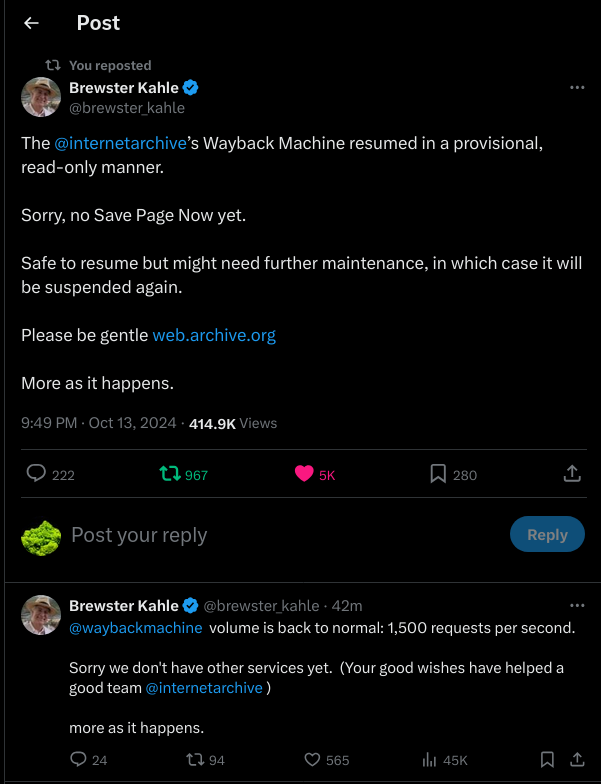 Post
You reposted
Brewster Kahle
@brewster_kahle
The @internetarchive’s Wayback Machine resumed in a provisional,
read-only manner.
Sorry, no Save Page Now yet.
Safe to resume but might need further maintenance, in which case it will
be suspended again.
Please be gentle web.archive.org
More as it happens.
9:49 PM · Oct 13, 2024 · 414.9K Views
222 967 5K 280
Post your reply Reply
Brewster Kahle @brewster_kahle · 42m
@waybackmachine volume is back to normal: 1,500 requests per second.
Sorry we don't have other services yet. (Your good wishes have helped a
good team @internetarchive )
more as it happens.
24 94 565 45K